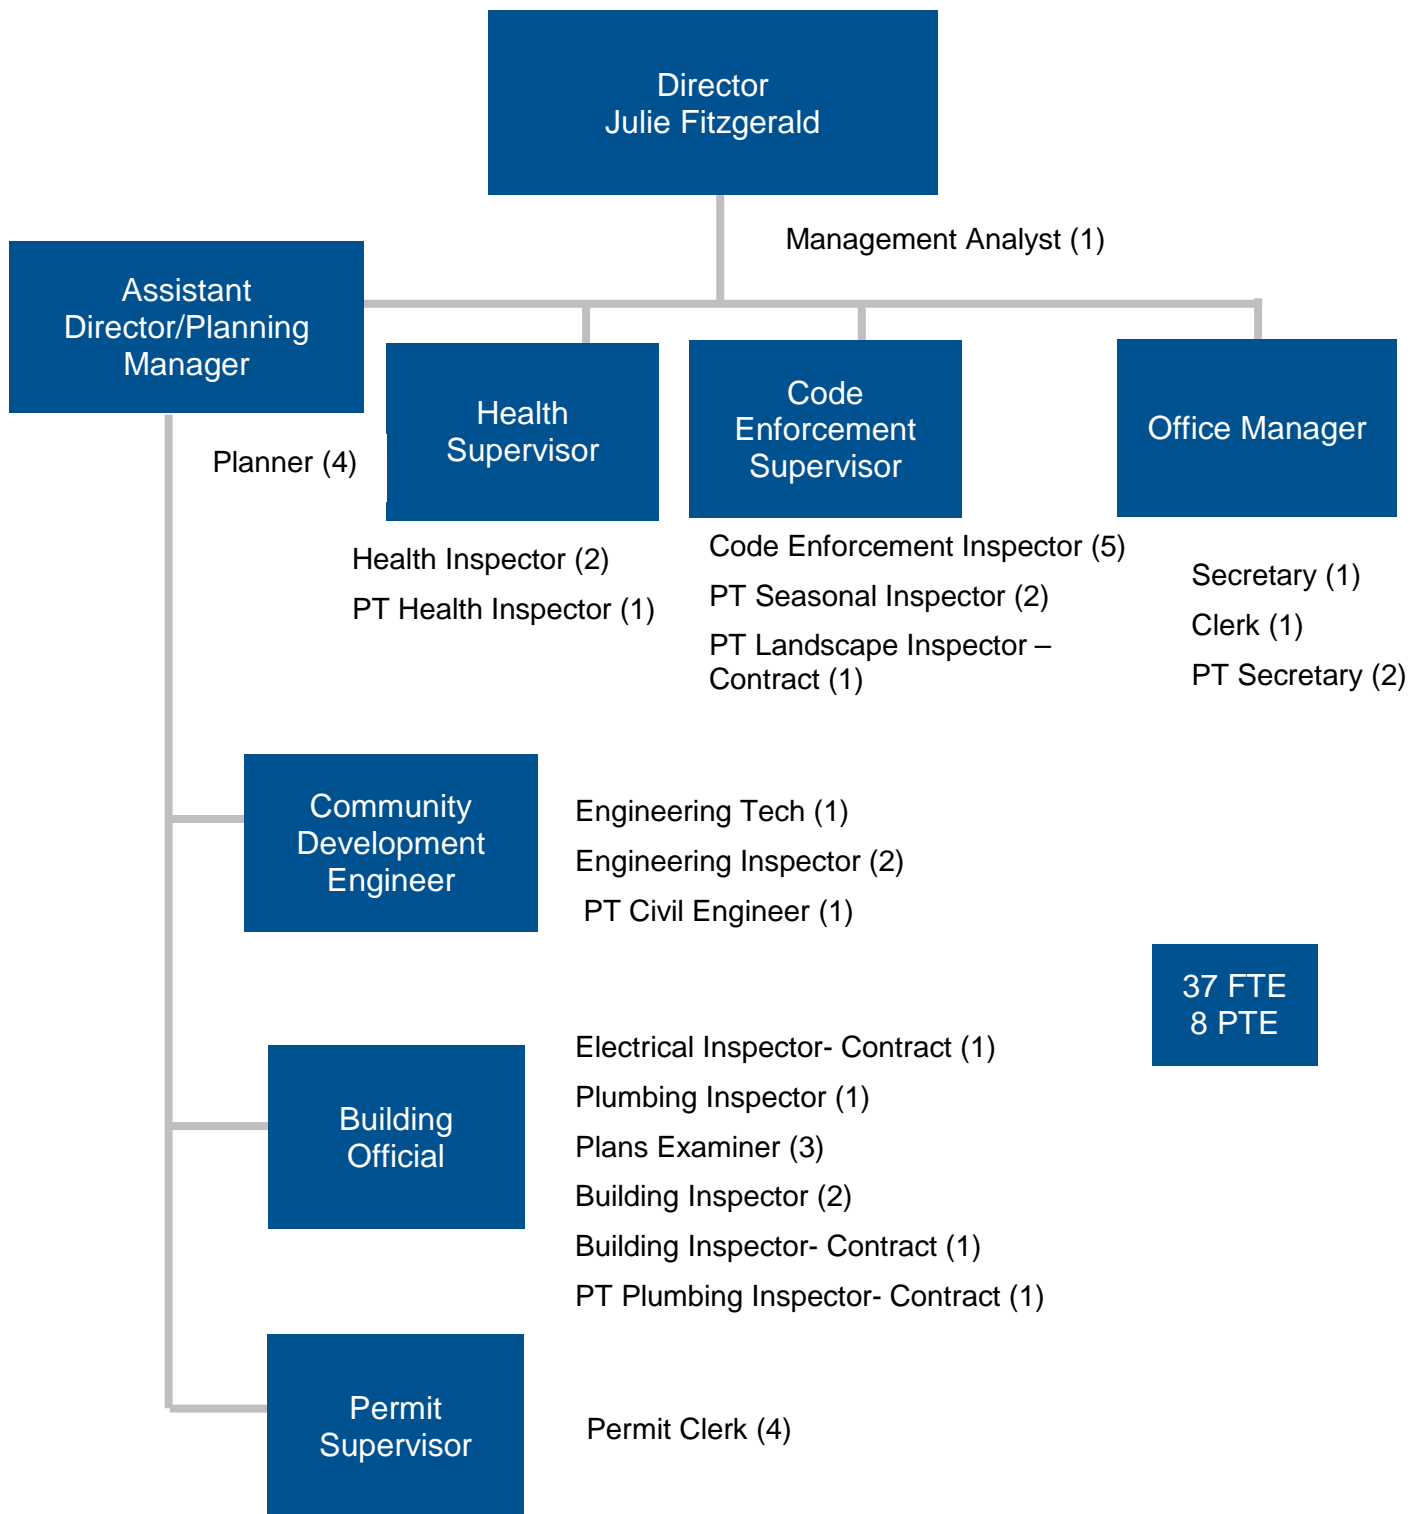 Director
Julie Fitzgerald
Management Analyst (1)
Assistant
Director/Planning
Manager
Planner (4)
Health
Supervisor
Health Inspector (2)
PT Health Inspector (1)
Code
Enforcement
Supervisor
Code Enforcement Inspector (5)
PT Seasonal Inspector (2)
PT Landscape Inspector –
Contract (1)
Office Manager
Secretary (1)
Clerk (1)
PT Secretary (2)
Community
Development
Engineer
Engineering Tech (1)
Engineering Inspector (2)
PT Civil Engineer (1)
37 FTE
8 PTE
Building
Official
Electrical Inspector- Contract (1)
Plumbing Inspector (1)
Plans Examiner (3)
Building Inspector (2)
Building Inspector- Contract (1)
PT Plumbing Inspector- Contract (1)
Permit
Supervisor
Permit Clerk (4)